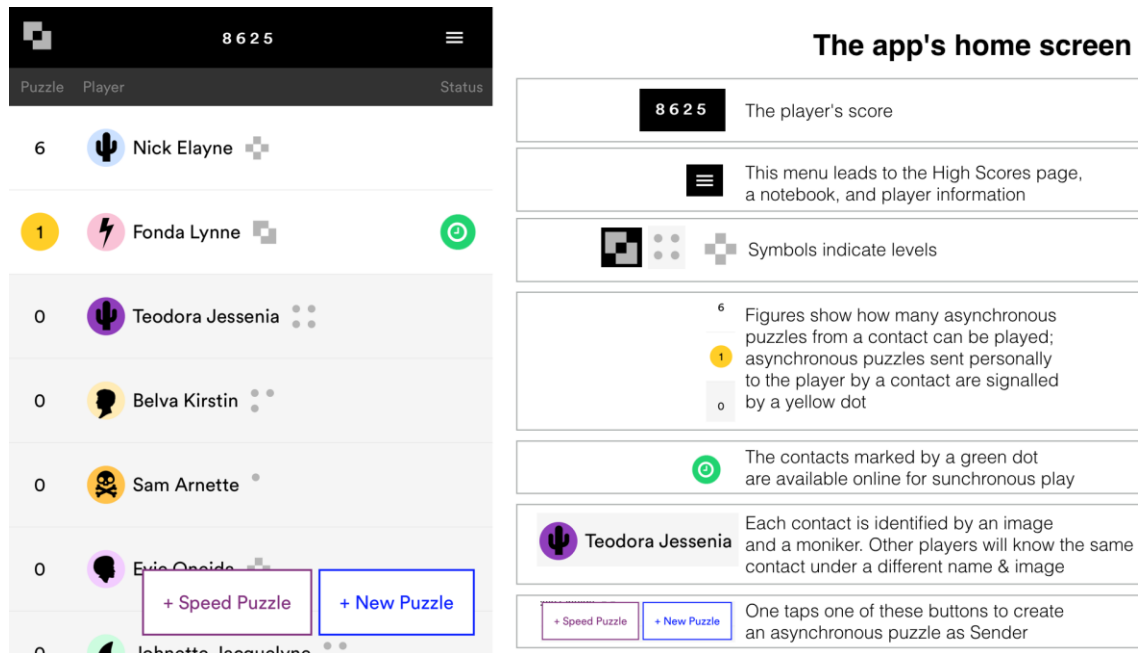 8625
Puzzle Player Status
6 Nick Elayne
1 Fonda Lynne
0 Teodora Jessenia
0 Belva Kirstin
0 Sam Arnette
0 Evie Oneida
+ Speed Puzzle + New Puzzle
0 Johnette Jacquelyne
The app's home screen
8625 The player's score
This menu leads to the High Scores page,
a notebook, and player information
Symbols indicate levels
6 Figures show how many asynchronous
puzzles from a contact can be played;
1 asynchronous puzzles sent personally
to the player by a contact are signalled
0 by a yellow dot
The contacts marked by a green dot
are available online for sunchronous play
Teodora Jessenia Each contact is identified by an image
and a moniker. Other players will know the same
contact under a different name & image
+ Speed Puzzle + New Puzzle One taps one of these buttons to create
an asynchronous puzzle as Sender